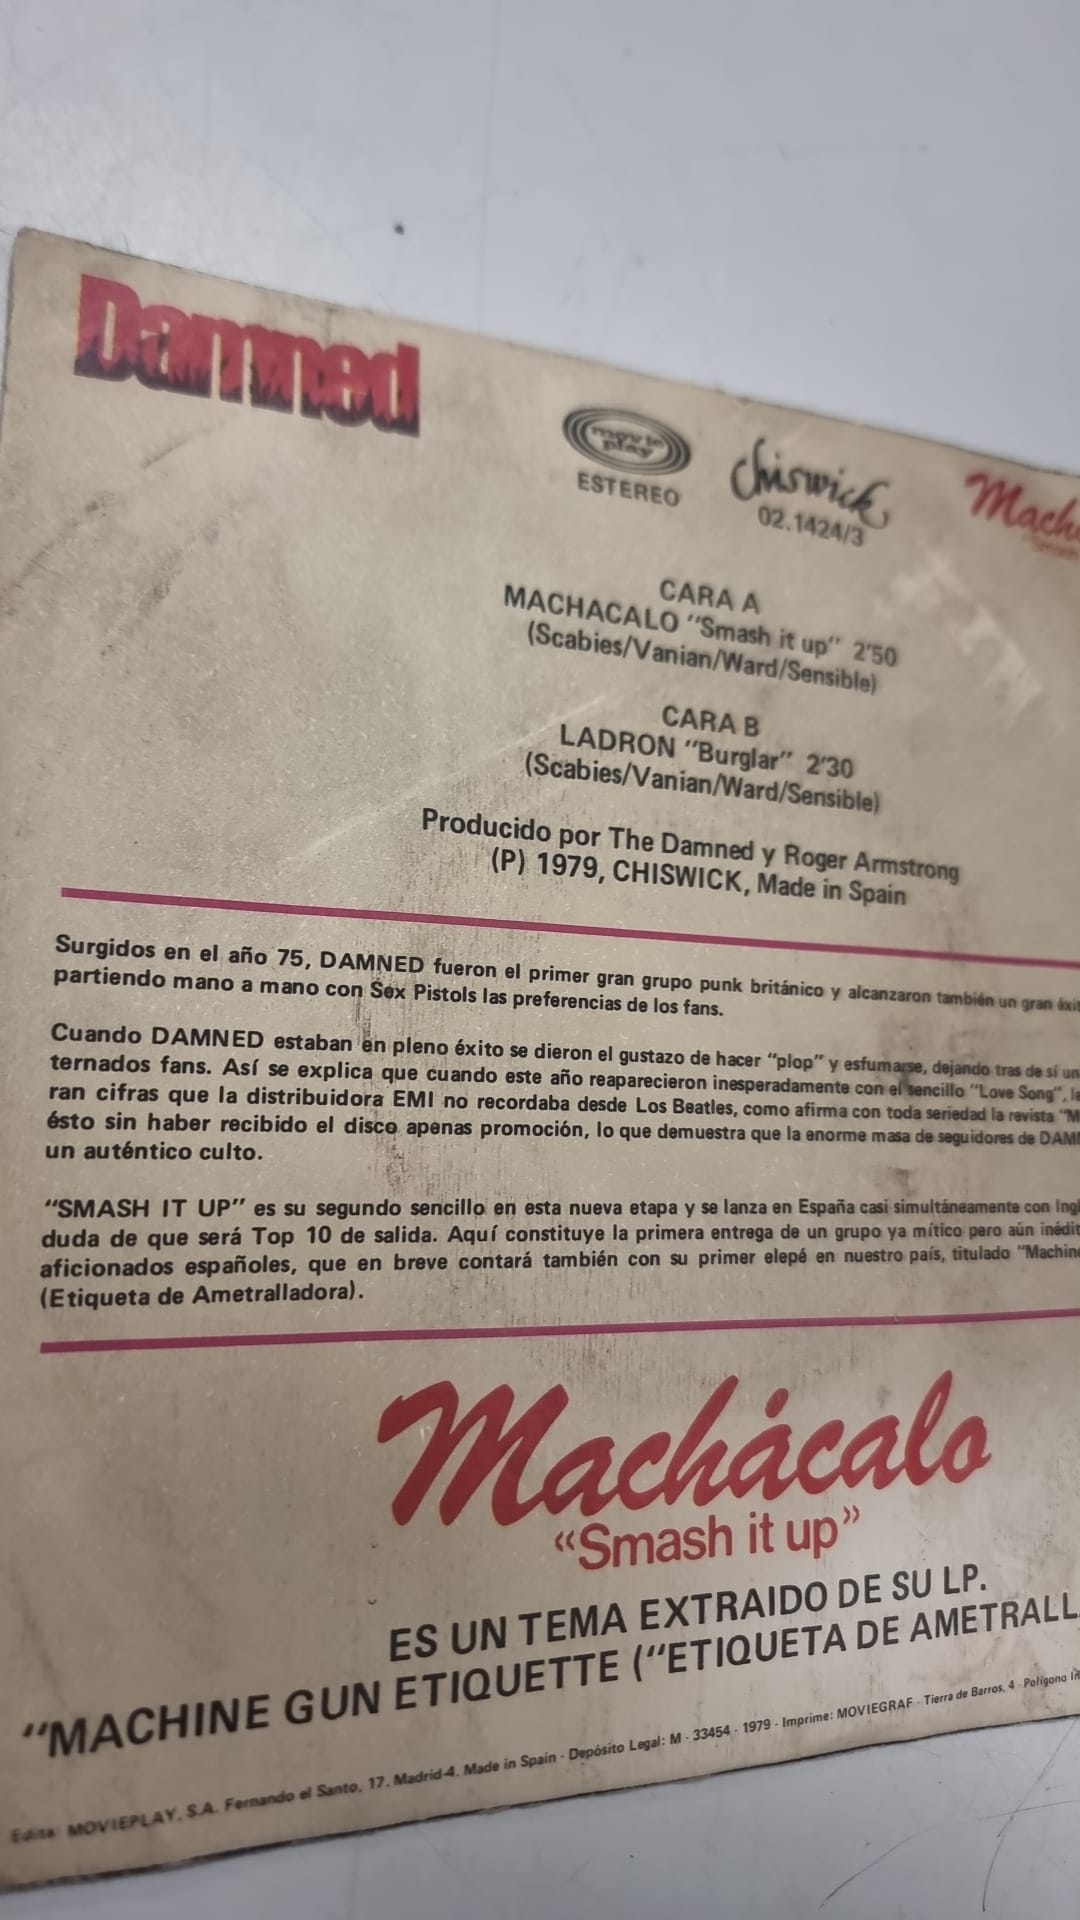 Damned
movie play
ESTEREO
Chiswick
02.1424/3
CARA A
MACHACALO "Smash it up" 2'50
(Scabies/Vanian/Ward/Sensible)
CARA B
LADRON "Burglar" 2'30
(Scabies/Vanian/Ward/Sensible)
Producido por The Damned y Roger Armstrong
(P) 1979, CHISWICK, Made in Spain
Surgidos en el año 75, DAMNED fueron el primer gran grupo punk británico y alcanzaron también un gran
partiendo mano a mano con Sex Pistols las preferencias de los fans.
Cuando DAMNED estaban en pleno éxito se dieron el gustazo de hacer "plop" y esfumarse, dejando tras de sí
ternados fans. Así se explica que cuando este año reaparecieron inesperadamente con el sencillo "Love Song",
ran cifras que la distribuidora EMI no recordaba desde Los Beatles, como afirma con toda seriedad la revista
ésto sin haber recibido el disco apenas promoción, lo que demuestra que la enorme masa de seguidores de
un auténtico culto.
"SMASH IT UP" es su segundo sencillo en esta nueva etapa y se lanza en España casi simultáneamente con
duda de que será Top 10 de salida. Aquí constituye la primera entrega de un grupo ya mítico pero aún
aficionados españoles, que en breve contará también con su primer elepé en nuestro país, titulado
(Etiqueta de Ametralladora).
Machácalo
"Smash it up"
ES UN TEMA EXTRAIDO DE SU LP.
"MACHINE GUN ETIQUETTE ("ETIQUETA DE
Edita: MOVIEPLAY, S.A. Fernando el Santo, 17. Madrid-4. Made in Spain - Depósito Legal: M - 33454 - 1979 - Imprime: MOVIEGRAF - Tierra de Barros, 4 - Polígono